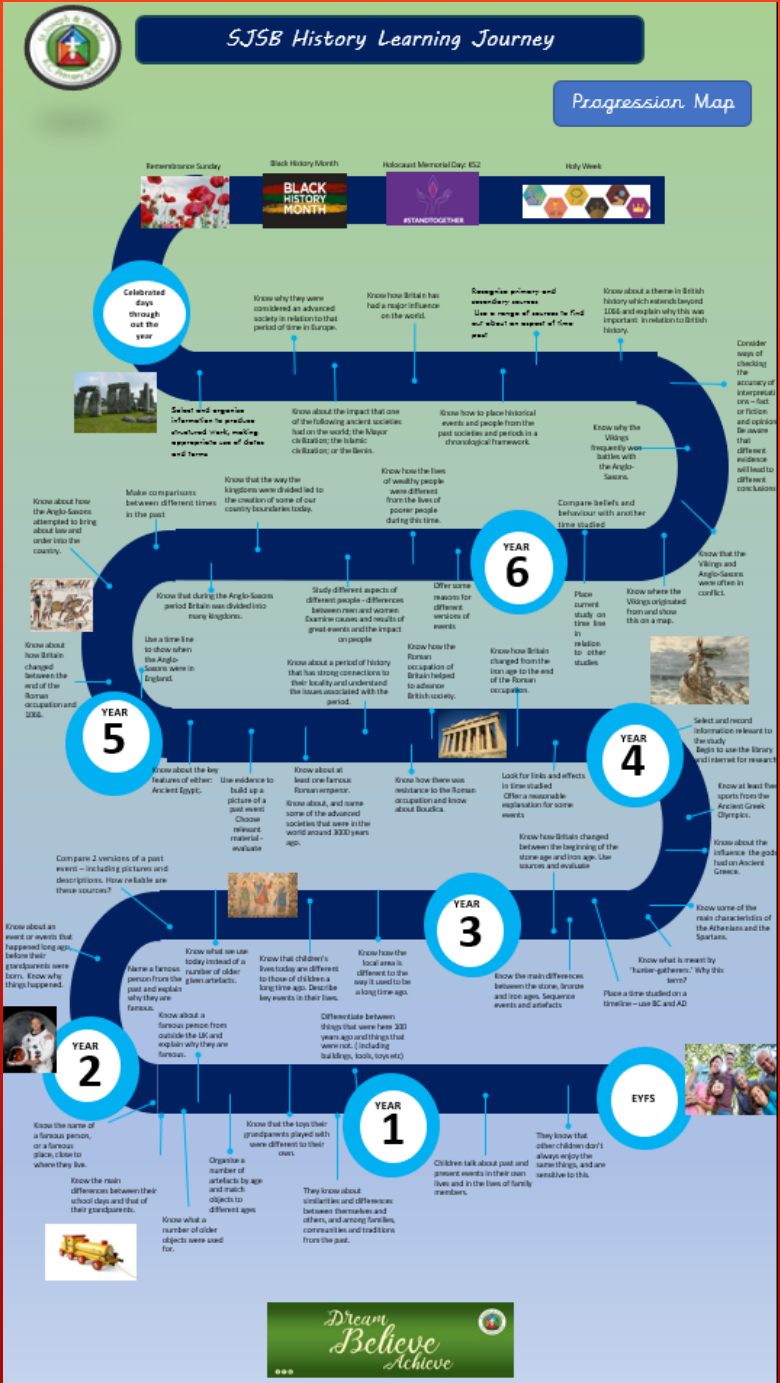 SJSB History Learning Journey
Progression Map
Remembrance Sunday
Black History Month
Holocaust Memorial Day: KS2
Holy Week
BLACK
HISTORY
MONTH
#STANDTOGETHER
Celebrated
days
through
out the
year
Know why they were
considered an advanced
society in relation to that
period of time in Europe.
Know how Britain has
had a major influence
on the world.
Recognise primary and
secondary sources
Use a range of sources to find
out about an aspect of time
past
Know about a theme in British
history which extends beyond
1066 and explain why this was
important in relation to British
history.
Consider
ways of
checking
the
accuracy of
interpretati
ons – fact
or fiction
and opinion
Be aware
that
different
evidence
will lead to
different
conclusions
Select and organise
information to produce
structured work, making
appropriate use of dates
and terms
Know about the impact that one
of the following ancient societies
had on the world; the Mayan
civilization; the Islamic
civilization; or the Benin.
Know how to place historical
events and people from the
past societies and periods in a
chronological framework.
Know why the
Vikings
frequently won
battles with
the Anglo-
Saxons.
Know about how
the Anglo-Saxons
attempted to bring
about law and
order into the
country.
Make comparisons
between different times
in the past
Know that the way the
kingdoms were divided led to
the creation of some of our
country boundaries today.
Know how the lives
of wealthy people
were different
from the lives of
poorer people
during this time.
Compare beliefs and
behaviour with another
time studied
Know that the
Vikings and
Anglo-Saxons
were often in
conflict.
YEAR
6
Know that during the Anglo-Saxons
period Britain was divided into
many kingdoms.
Study different aspects of
different people - differences
between men and women
Examine causes and results of
great events and the impact
on people
Offer some
reasons for
different
versions of
events
Place
current
study on
time line
in
relation
to other
studies
Know where the
Vikings originated
from and show
this on a map.
Know about
how Britain
changed
between the
end of the
Roman
occupation and
1066.
Use a time line
to show when
the Anglo-
Saxons were in
England.
Know about a period of history
that has strong connections to
their locality and understand
the issues associated with the
period.
Know how the
Roman
occupation of
Britain helped
to advance
British society.
Know how Britain
changed from the
iron age to the end
of the Roman
occupation.
YEAR
5
YEAR
4
Select and record
information relevant to
the study
Begin to use the library
and internet for research
Know about the key
features of either:
Ancient Egypt.
Use evidence to
build up a
picture of a
past event
Choose
relevant
material -
evaluate
Know about at
least one famous
Roman emperor.
Know about, and name
some of the advanced
societies that were in the
world around 3000 years
ago.
Know how there was
resistance to the Roman
occupation and know
about Boudica.
Look for links and effects
in time studied
Offer a reasonable
explanation for some
events
Know at least five
sports from the
Ancient Greek
Olympics.
Know how Britain changed
between the beginning of the
stone age and iron age. Use
sources and evaluate
Know about the
influence the gods
had on Ancient
Greece.
Compare 2 versions of a past
event – including pictures and
descriptions. How reliable are
these sources?
YEAR
3
Know some of the
main characteristics of
the Athenians and the
Spartans.
Know about an
event or events that
happened long ago,
before their
grandparents were
born. Know why
things happened.
Name a famous
person from the
past and explain
why they are
famous.
Know what we use
today instead of a
number of older
given artefacts.
Know that children's
lives today are different
to those of children a
long time ago. Describe
key events in their lives.
Know how the
local area is
different to the
way it used to be
a long time ago.
Know the main differences
between the stone, bronze
and iron ages. Sequence
events and artefacts
Know what is meant by
'hunter-gatherers.' Why this
term?
Place a time studied on a
timeline – use BC and AD
Know about a
famous person from
outside the UK and
explain why they are
famous.
Differentiate between
things that were here 100
years ago and things that
were not. (including
buildings, tools, toys etc)
YEAR
2
YEAR
1
EYFS
Know the name of
a famous person,
or a famous
place, close to
where they live.
Know that the toys their
grandparents played with
were different to their
own.
They know that
other children don't
always enjoy the
same things, and are
sensitive to this.
Know the main
differences between their
school days and that of
their grandparents.
Organise a
number of
artefacts by age
and match
objects to
different ages
Children talk about past and
present events in their own
lives and in the lives of family
members.
They know about
similarities and differences
between themselves and
others, and among families,
communities and traditions
from the past.
Know what a
number of older
objects were used
for.
Dream
Believe
Achieve